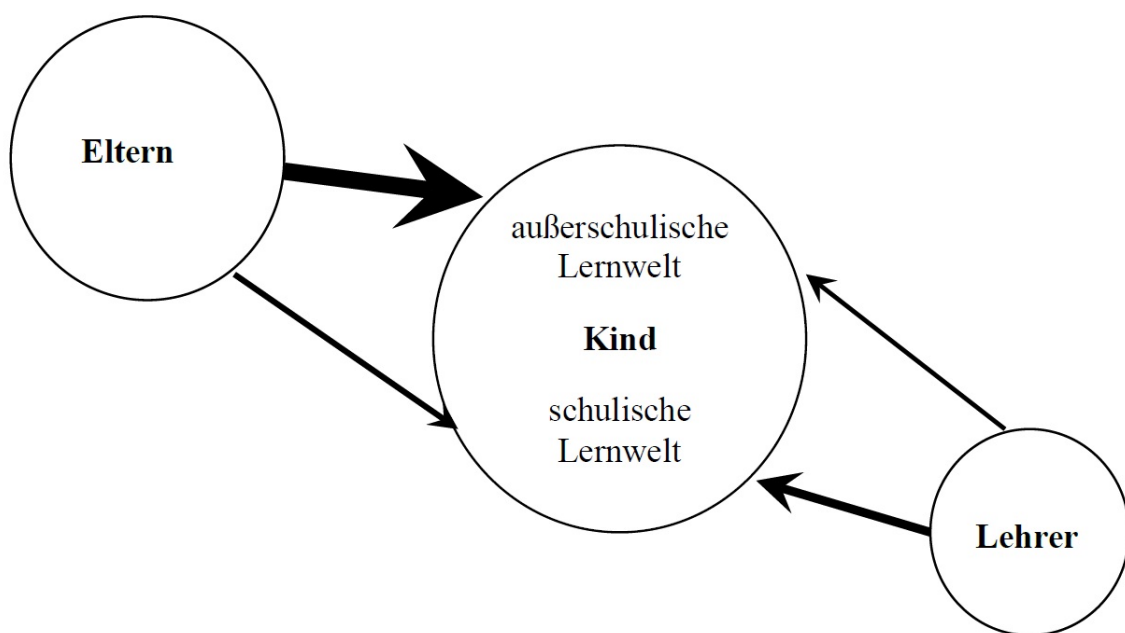 Eltern
außerschulische
Lernwelt
Kind
schulische
Lernwelt
Lehrer